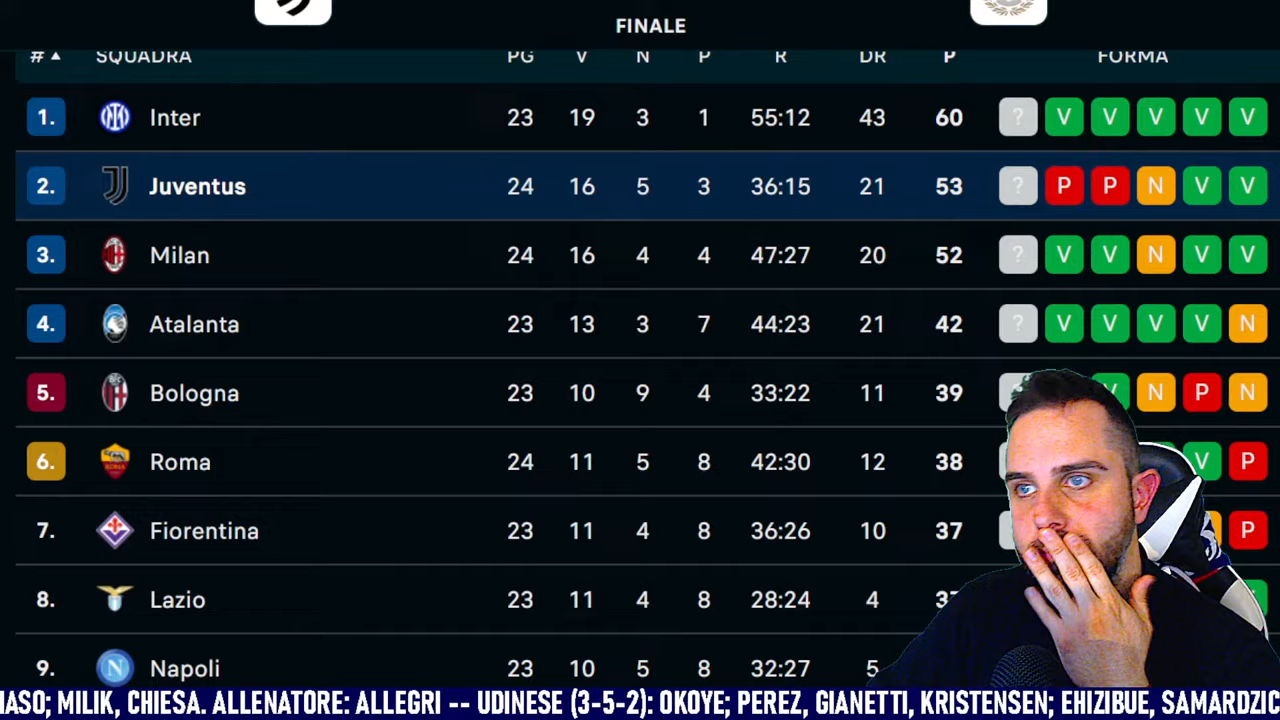 FINALE
# SQUADRA PG V N P R DR P FORMA
1. Inter 23 19 3 1 55:12 43 60 ? V V V V V
2. Juventus 24 16 5 3 36:15 21 53 ? P P N V V
3. Milan 24 16 4 4 47:27 20 52 ? V V N V V
4. Atalanta 23 13 3 7 44:23 21 42 ? V V V V N
5. Bologna 23 10 9 4 33:22 11 39 V N P N
6. Roma 24 11 5 8 42:30 12 38 V P
7. Fiorentina 23 11 4 8 36:26 10 37 P
8. Lazio 23 11 4 8 28:24 4
9. Napoli 23 10 5 8 32:27 5
MILIK, CHIESA. ALLENATORE: ALLEGRI -- UDINESE (3-5-2): OKOYE; PEREZ, GIANETTI, KRISTENSEN; EHIZIBUE, SAMARDZIC